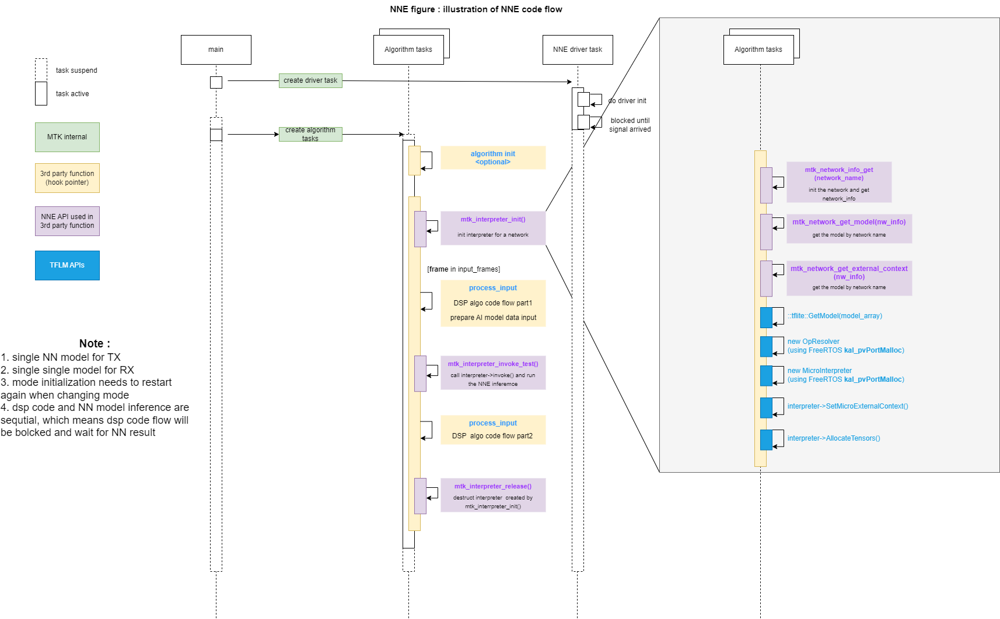 NNE figure : illustration of NNE code flow
main
Algorithm tasks
NNE driver task
Algorithm tasks
task suspend
task active
MTK internal
3rd party function
(hook pointer)
NNE API used in
3rd party function
TFLM APIs
create driver task
do driver init
blocked until
signal arrived
create algorithm
tasks
algorithm init
<optional>
mtk_interpreter_init()
init interpreter for a network
[frame in input_frames]
process_input
DSP algo code flow part1
prepare AI model data input
mtk_interpreter_invoke_test()
call interpreter->invoke() and run
the NNE inferemce
process_input
DSP  algo code flow part2
mtk_interpreter_release()
destruct interpreter  created by
mtk_interrpreter_init()
Note :
1. single NN model for TX
2. single single model for RX
3. mode initialization needs to restart
again when changing mode
4. dsp code and NN model inference are
sequtial, which means dsp code flow will
be bolcked and wait for NN result
mtk_network_info_get
(network_name)
init the network and get
network_info
mtk_network_get_model(nw_info)
get the model by network name
mtk_network_get_external_context
(nw_info)
get the model by network name
::tflite::GetModel(model_array)
new OpResolver
(using FreeRTOS kal_pvPortMalloc)
new MicroInterpreter
(using FreeRTOS kal_pvPortMalloc)
interpreter->SetMicroExternalContext()
interpreter->AllocateTensors()